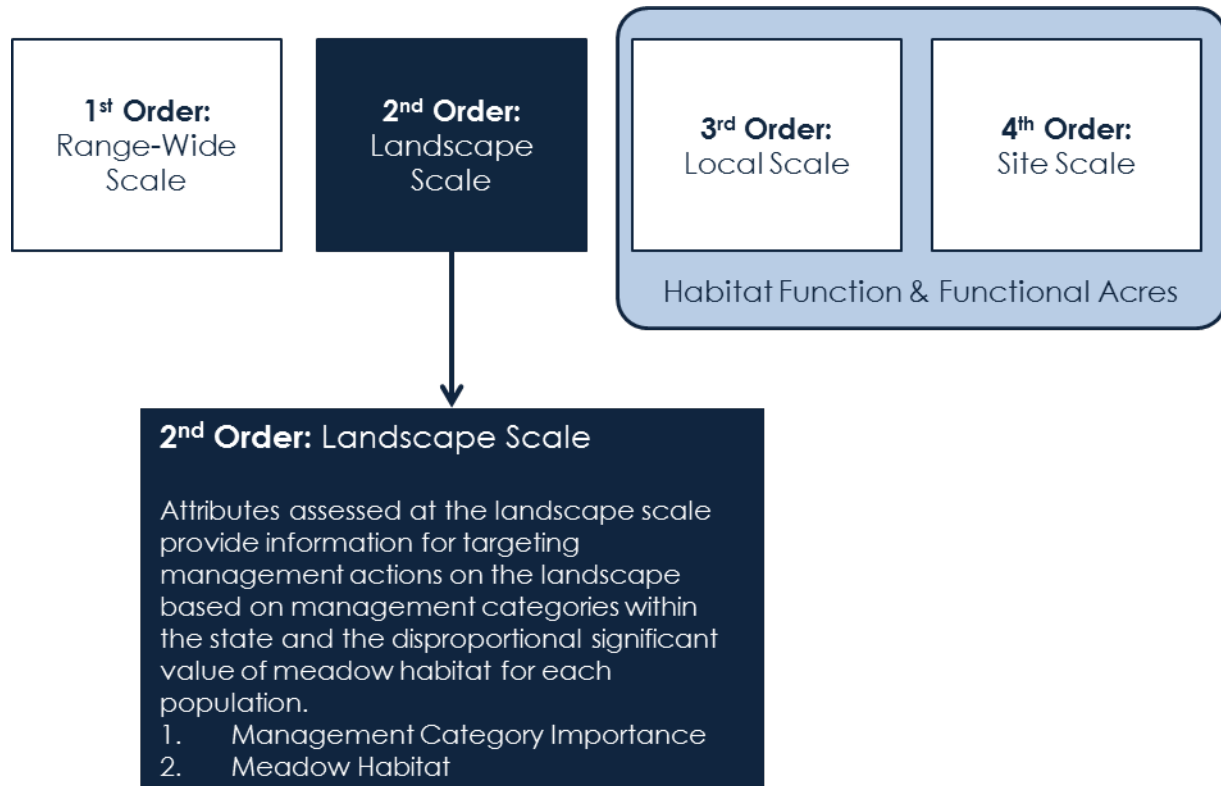 1st Order:
Range-Wide
Scale
2nd Order:
Landscape
Scale
3rd Order:
Local Scale
4th Order:
Site Scale
Habitat Function & Functional Acres
2nd Order: Landscape Scale
Attributes assessed at the landscape scale
provide information for targeting
management actions on the landscape
based on management categories within
the state and the disproportional significant
value of meadow habitat for each
population.
1. Management Category Importance
2. Meadow Habitat